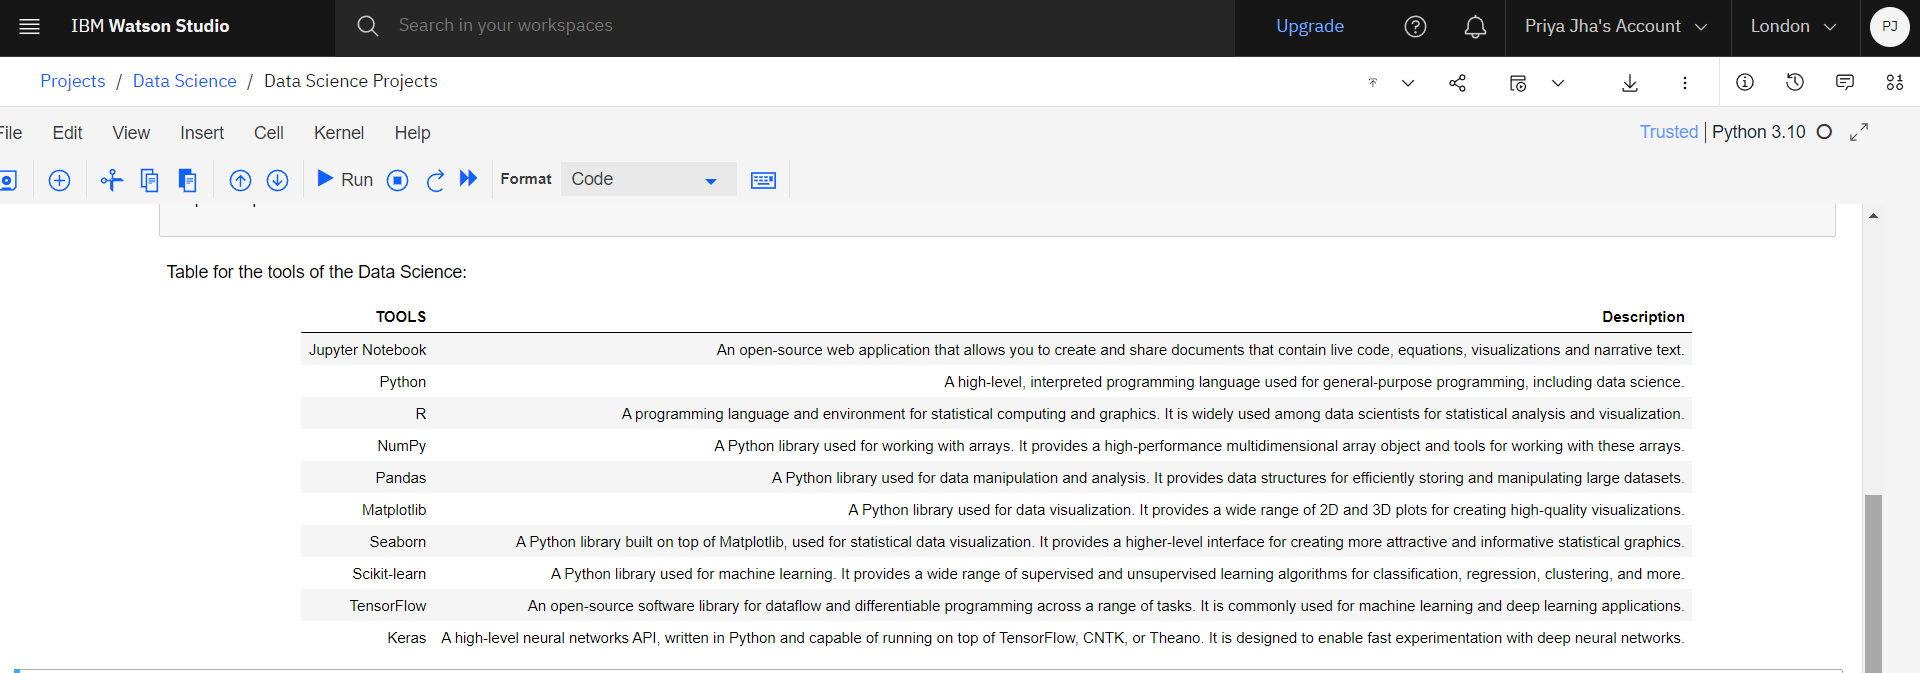 IBM Watson Studio
Search in your workspaces
Upgrade
Priya Jha's Account
London
PJ
Projects / Data Science / Data Science Projects
File Edit View Insert Cell Kernel Help
Trusted Python 3.10
Run
Format
Code
Table for the tools of the Data Science:
TOOLS Description
Jupyter Notebook An open-source web application that allows you to create and share documents that contain live code, equations, visualizations and narrative text.
Python A high-level, interpreted programming language used for general-purpose programming, including data science.
R A programming language and environment for statistical computing and graphics. It is widely used among data scientists for statistical analysis and visualization.
NumPy A Python library used for working with arrays. It provides a high-performance multidimensional array object and tools for working with these arrays.
Pandas A Python library used for data manipulation and analysis. It provides data structures for efficiently storing and manipulating large datasets.
Matplotlib A Python library used for data visualization. It provides a wide range of 2D and 3D plots for creating high-quality visualizations.
Seaborn A Python library built on top of Matplotlib, used for statistical data visualization. It provides a higher-level interface for creating more attractive and informative statistical graphics.
Scikit-learn A Python library used for machine learning. It provides a wide range of supervised and unsupervised learning algorithms for classification, regression, clustering, and more.
TensorFlow An open-source software library for dataflow and differentiable programming across a range of tasks. It is commonly used for machine learning and deep learning applications.
Keras A high-level neural networks API, written in Python and capable of running on top of TensorFlow, CNTK, or Theano. It is designed to enable fast experimentation with deep neural networks.